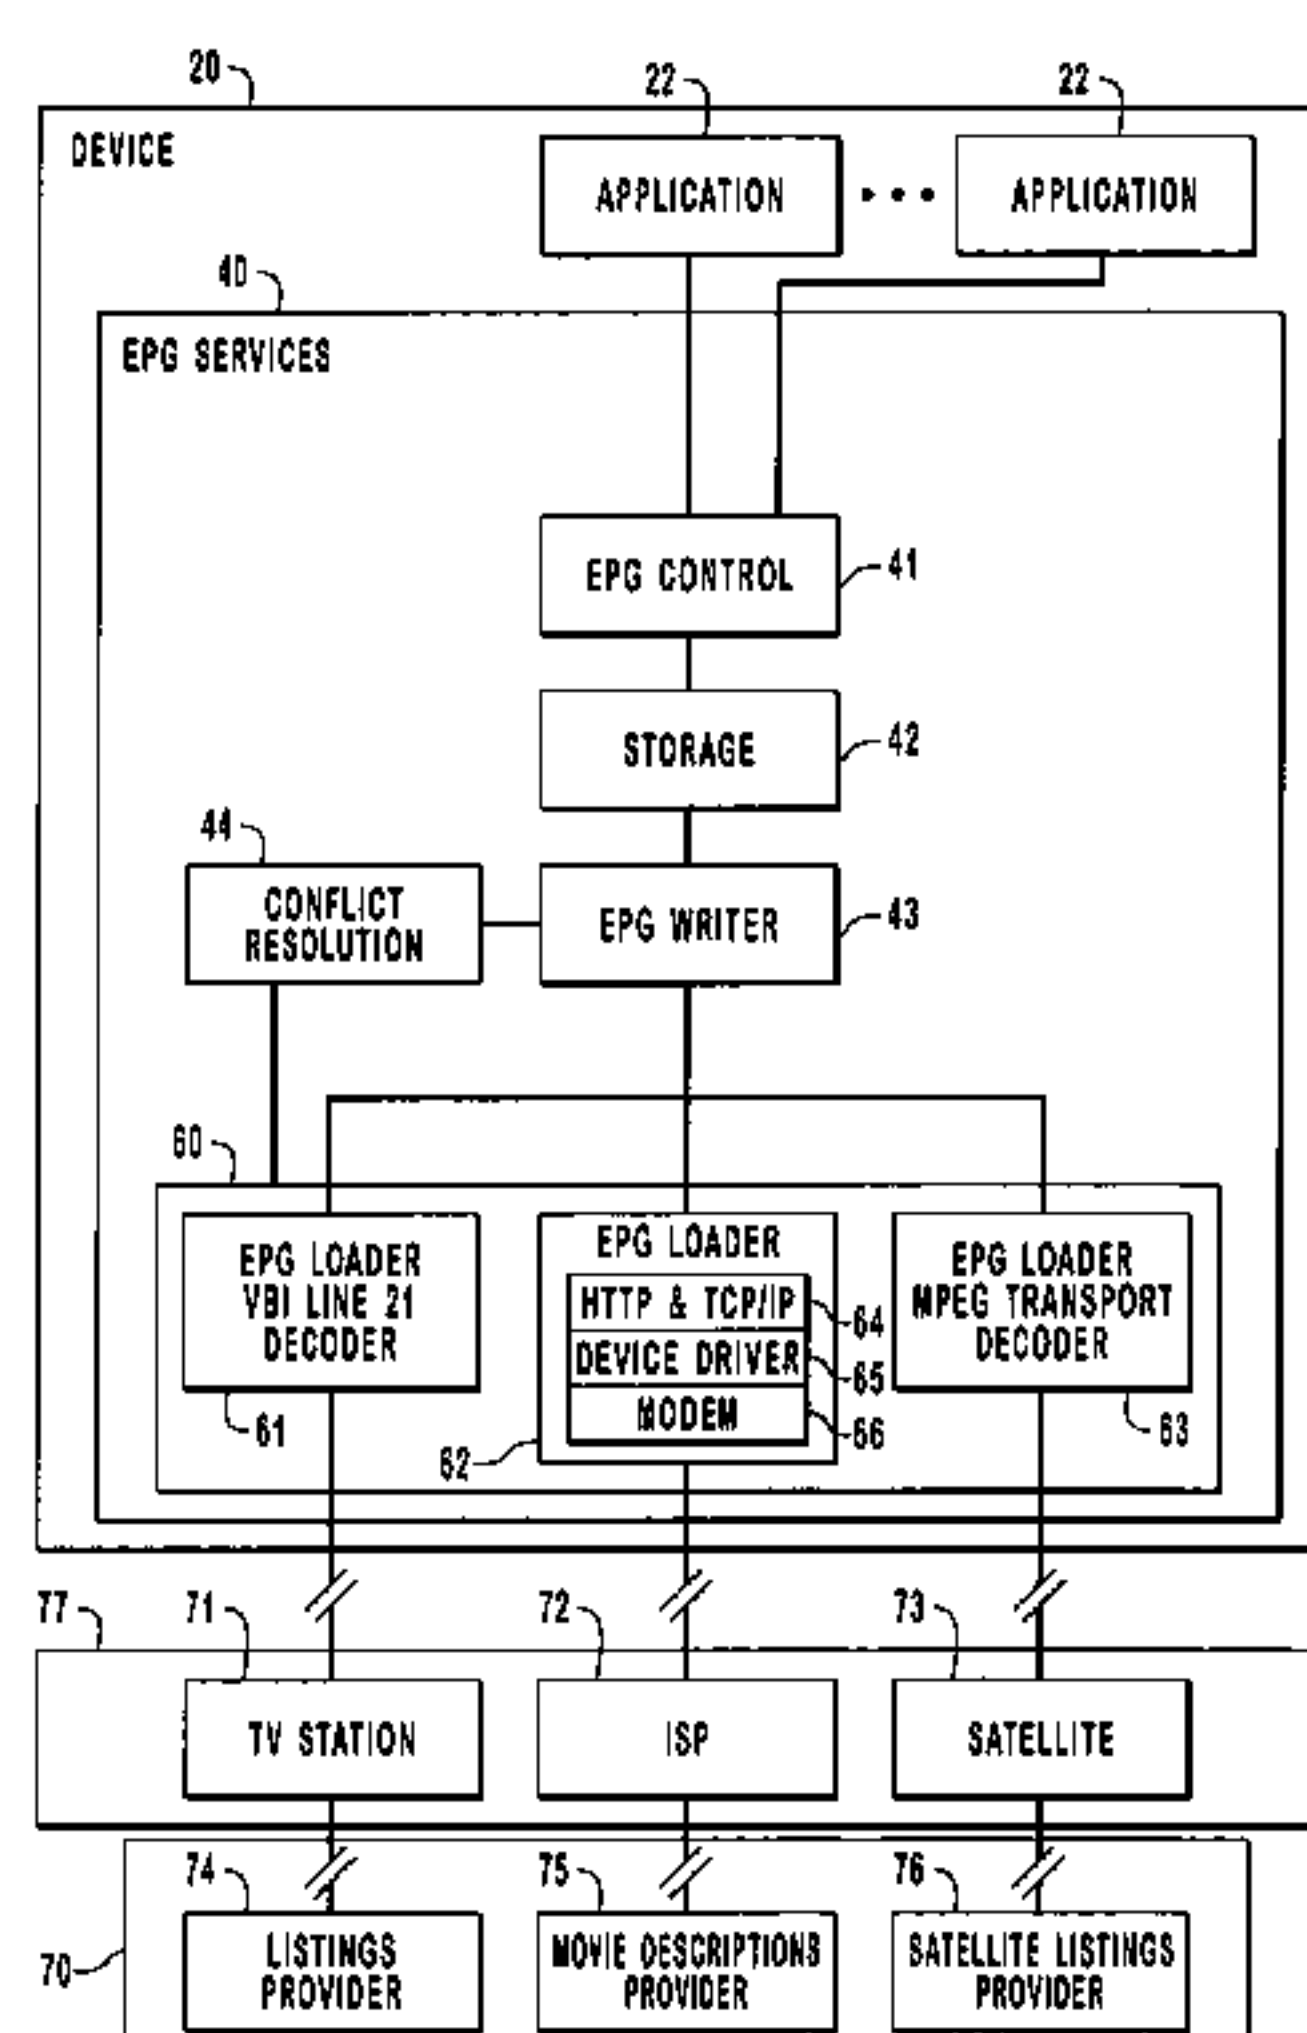 20
22
22
DEVICE
APPLICATION
APPLICATION
40
EPG SERVICES
EPG CONTROL
41
STORAGE
42
44
CONFLICT
RESOLUTION
EPG WRITER
43
60
EPG LOADER
VBI LINE 21
DECODER
61
EPG LOADER
HTTP & TCP/IP
64
DEVICE DRIVER
65
MODEM
66
62
EPG LOADER
MPEG TRANSPORT
DECODER
63
77
71
72
73
TV STATION
ISP
SATELLITE
74
75
76
70
LISTINGS
PROVIDER
MOVIE DESCRIPTIONS
PROVIDER
SATELLITE LISTINGS
PROVIDER